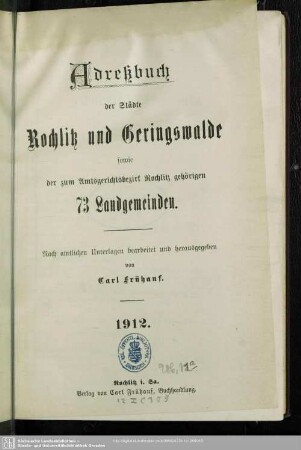 Adreßbuch
der Städte
Rochlitz und Geringswalde
sowie
der zum Amtsgerichtsbezirk Rochlitz gehörigen
73 Landgemeinden.
Nach amtlichen Unterlagen bearbeitet und herausgegeben
von
Carl Frühauf.
1912.
Rochlitz i. Sa.
Verlag von Carl Frühauf, Buchhandlung.